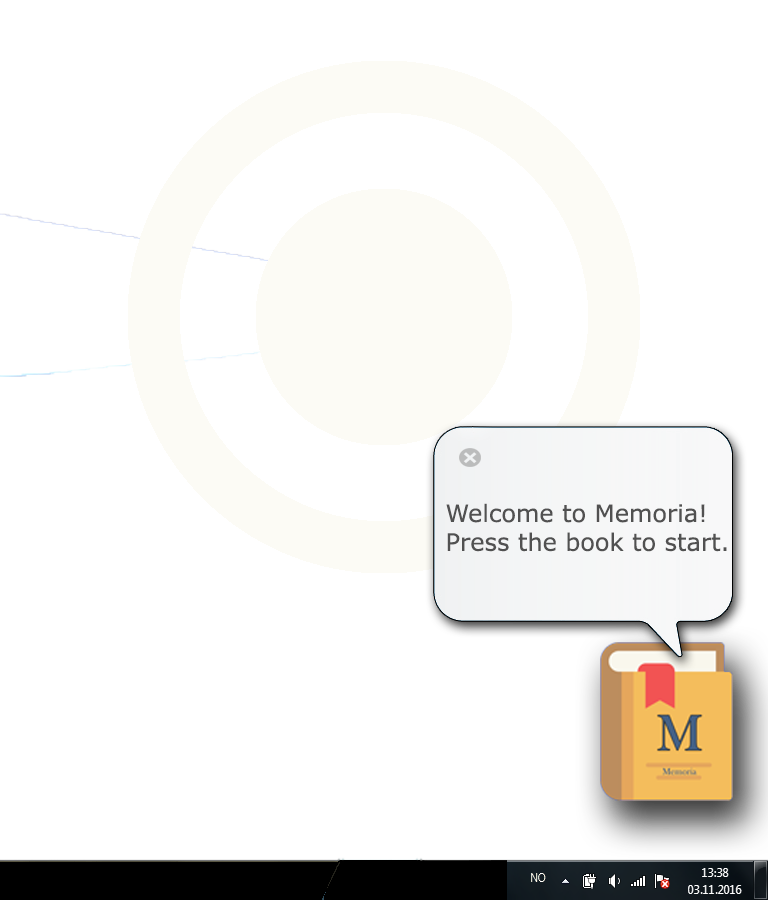 Welcome to Memoria!
Press the book to start.
M
Memoria
NO
13:38
03.11.2016